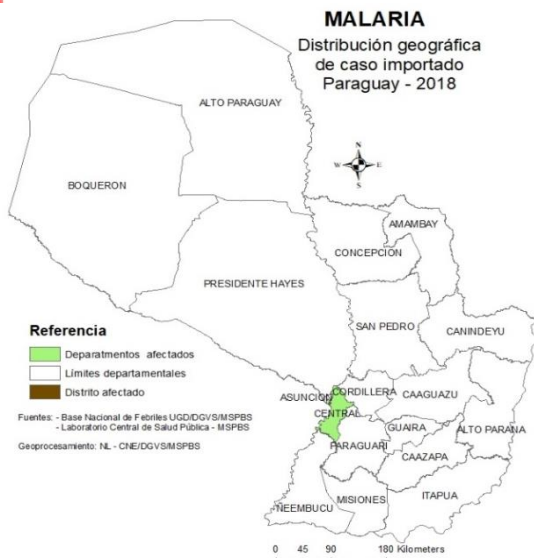 MALARIA
Distribución geográfica
de caso importado
Paraguay - 2018
N
W E
S
ALTO PARAGUAY
BOQUERON
AMAMBAY
CONCEPCION
PRESIDENTE HAYES
SAN PEDRO
CANINDEYU
Referencia
Deparatmentos afectados
Límites departamentales
Distrito afectado
Fuentes: - Base Nacional de Febriles UGD/DGVS/MSPBS
- Laboratorio Central de Salud Pública - MSPBS
Geoprocesamiento: NL - CNE/DGVS/MSPBS
ASUNCION
CORDILLERA
CAAGUAZU
CENTRAL
GUAIRA
ALTO PARANA
PARAGUARI
CAAZAPA
ÑEEMBUCU
MISIONES
ITAPUA
0 45 90 180 Kilometers